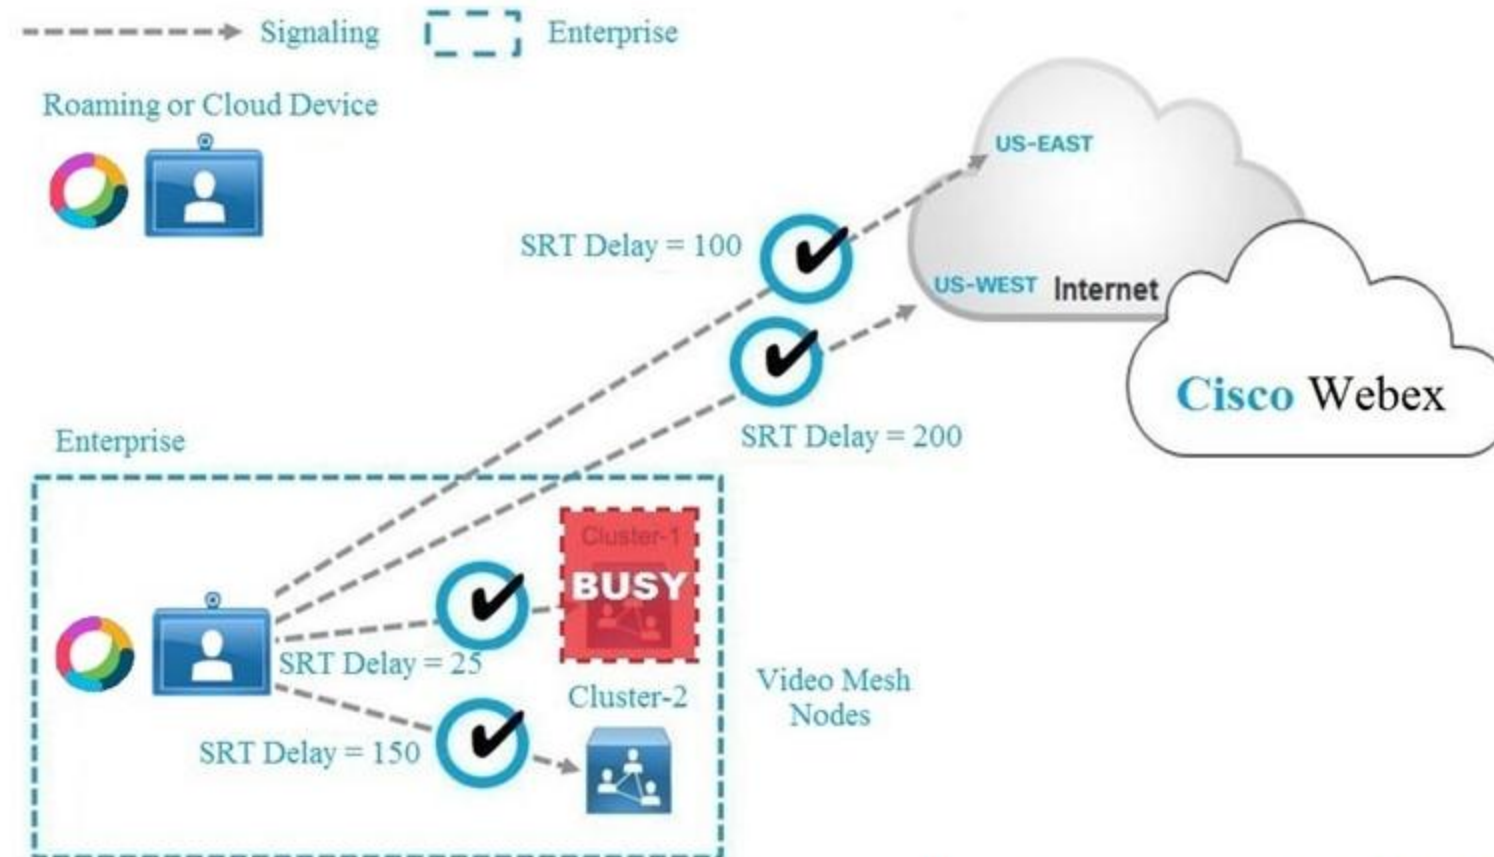 Signaling
Enterprise
Roaming or Cloud Device
US-EAST
SRT Delay = 100
US-WEST Internet
Cisco Webex
SRT Delay = 200
Enterprise
Cluster-1
BUSY
SRT Delay = 25
Cluster-2
Video Mesh
Nodes
SRT Delay = 150